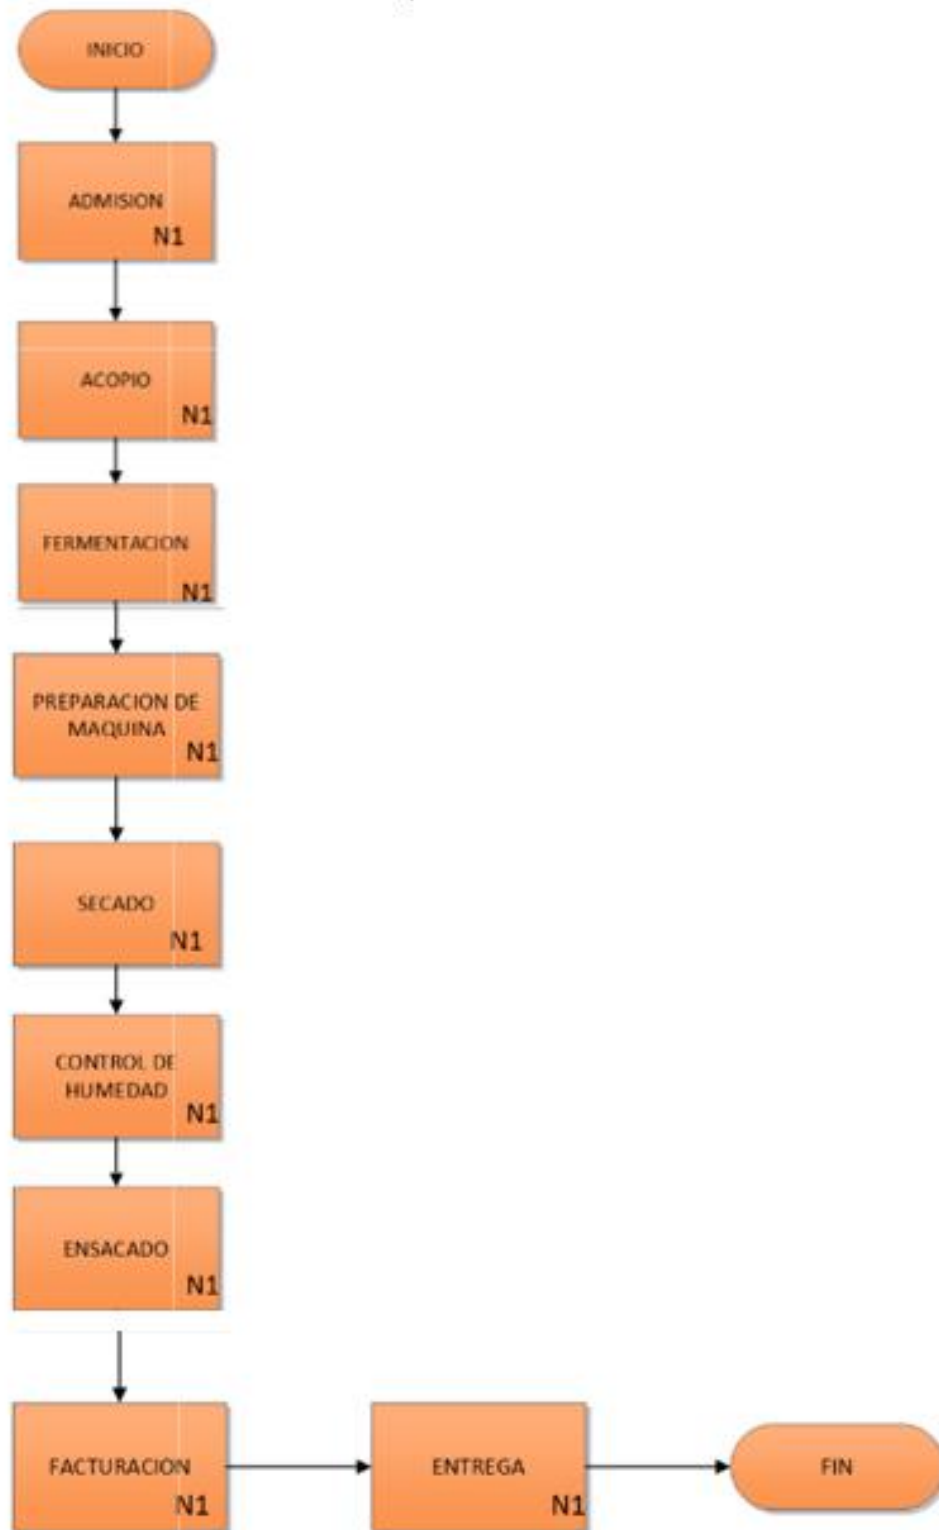 INICIO
ADMISION
N1
ACOPIO
N1
FERMENTACION
N1
PREPARACION DE
MAQUINA
N1
SECADO
N1
CONTROL DE
HUMEDAD
N1
ENSACADO
N1
FACTURACION
N1
ENTREGA
N1
FIN